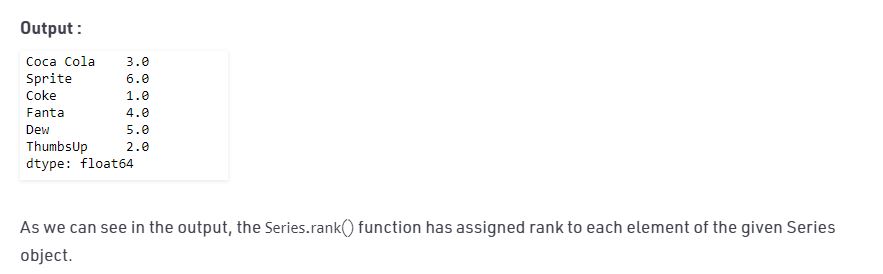 Output :
Coca Cola    3.0
Sprite       6.0
Coke         1.0
Fanta        4.0
Dew          5.0
ThumbsUp     2.0
dtype: float64
As we can see in the output, the Series.rank() function has assigned rank to each element of the given Series
object.